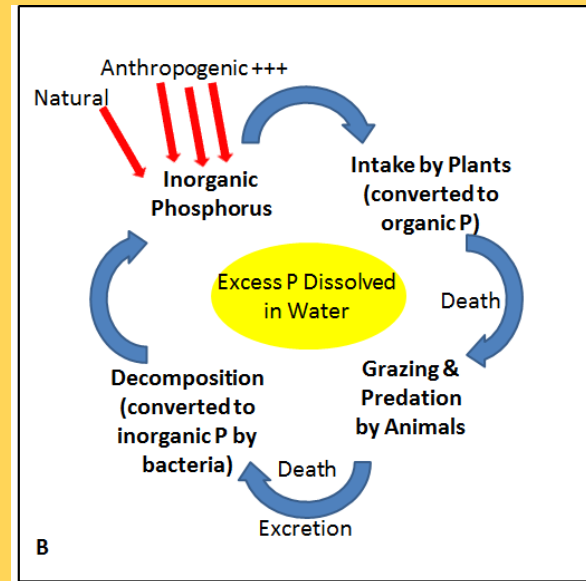 Anthropogenic +++
Natural
Inorganic
Phosphorus
Intake by Plants
(converted to
organic P)
Excess P Dissolved
in Water
Death
Grazing &
Predation
by Animals
Decomposition
(converted to
inorganic P by
bacteria)
Death
Excretion
B